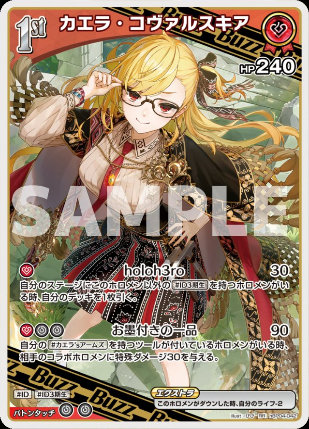 1st
Buzz
カエラ・コヴァルスキア
HP240
SAMPLE
holoh3ro 30
自分のステージにこのホロメン以外の#ID3期生を持つホロメンが
いる時、自分のデッキを1枚引く。
お墨付きの一品 90
自分の#カエラ'sアームズを持つツールが付いているホロメンがいる時、
相手のコラボホロメンに特殊ダメージ30を与える。
#ID #ID3期生
エクストラ
このホロメンがダウンした時、自分のライフ-2
バトンタッチ
Buzz
Buzz
Buzz